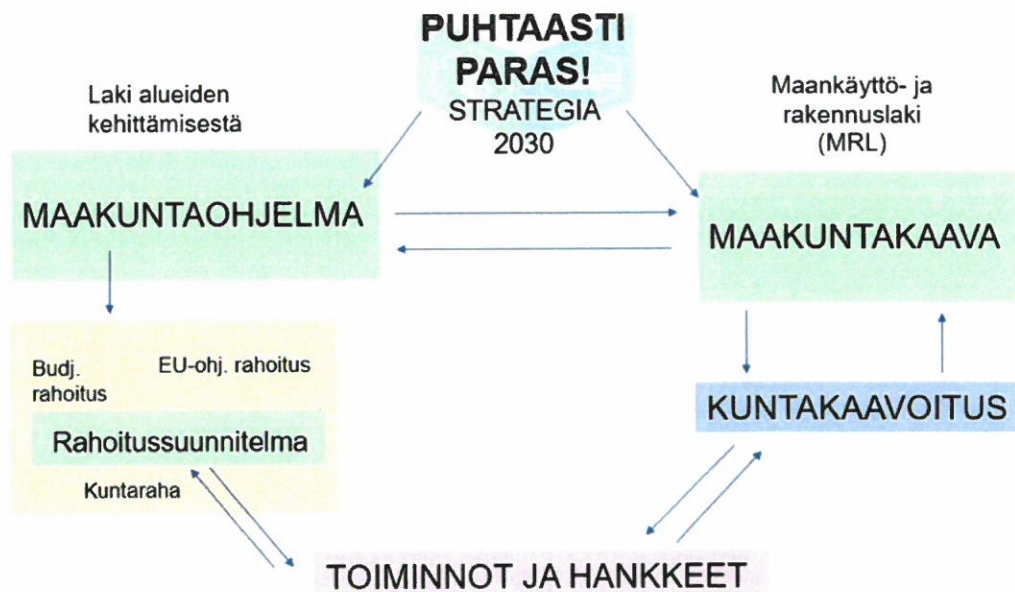 PUHTAASTI
PARAS!
STRATEGIA
2030
Laki alueiden
kehittämisestä
Maankäyttö- ja
rakennuslaki
(MRL)
MAAKUNTAOHJELMA
MAAKUNTAKAAVA
Budj.
rahoitus
EU-ohj. rahoitus
Rahoitussuunnitelma
Kuntaraha
KUNTAKAAVOITUS
TOIMINNOT JA HANKKEET